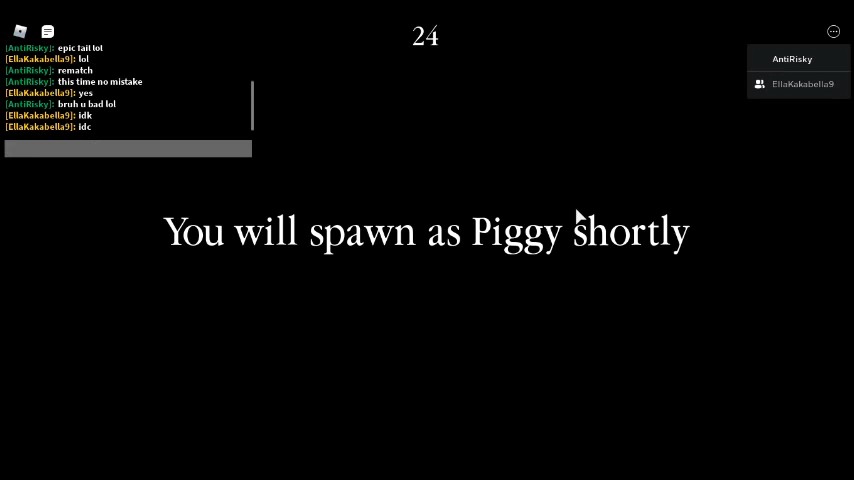 24
[AntiRisky]: epic fail lol
[EllaKakabella9]: lol
[AntiRisky]: rematch
[AntiRisky]: this time no mistake
[EllaKakabella9]: yes
[AntiRisky]: bruh u bad lol
[EllaKakabella9]: idk
[EllaKakabella9]: idc
AntiRisky
EllaKakabella9
You will spawn as Piggy shortly